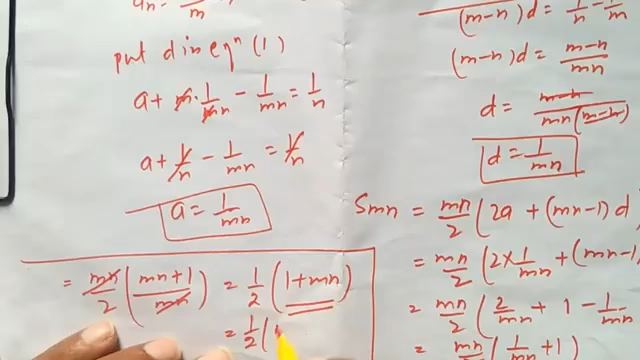 an - /m
put d in eqⁿ (1)
a + m · 1/mn - 1/mn = 1/n
a + 1/n - 1/mn = 1/n
a = 1/mn
(m-n)d = 1/n - 1/m
(m-n)d = m-n/mn
d = m-n/mn(m-n)
d = 1/mn
Smn = mn/2 (2a + (mn-1)d
= mn/2 (2×1/mn + (mn-1)
= mn/2 (2/mn + 1 - 1/mn
= mn/2 (1/mn + 1)
= mn/2 (mn+1/mn) = 1/2 (1+mn)
= 1/2 (